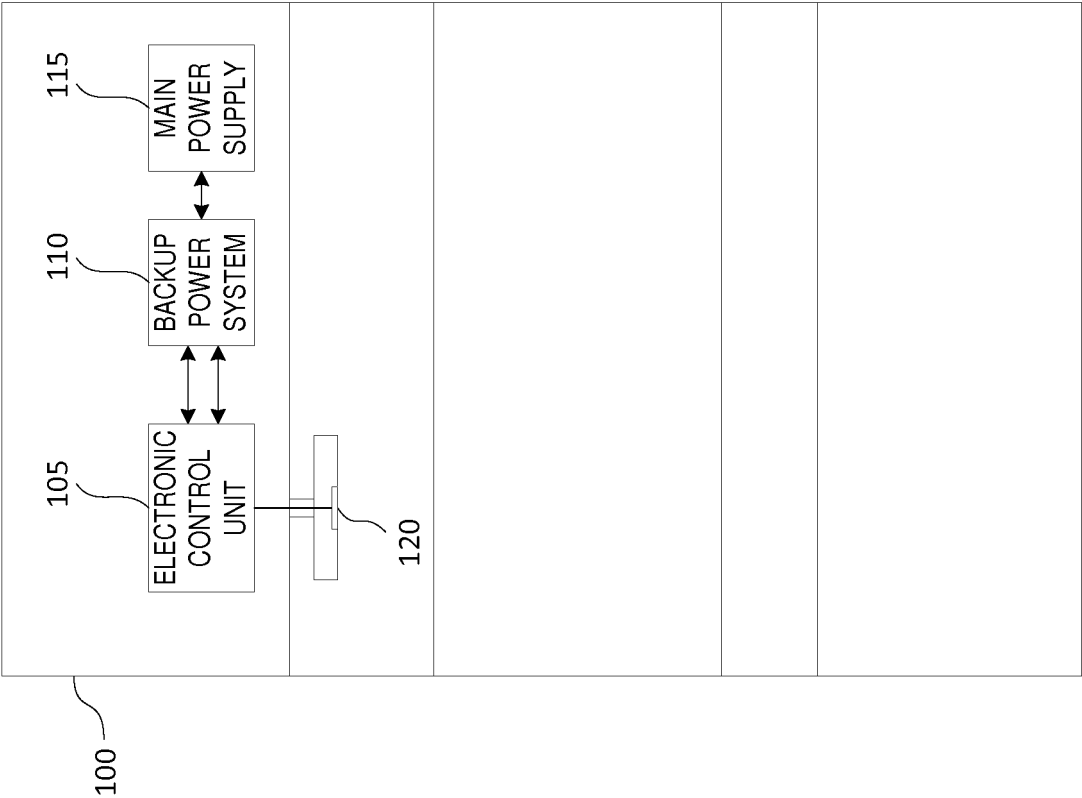 100
105
ELECTRONIC
CONTROL
UNIT
120
110
BACKUP
POWER
SYSTEM
115
MAIN
POWER
SUPPLY